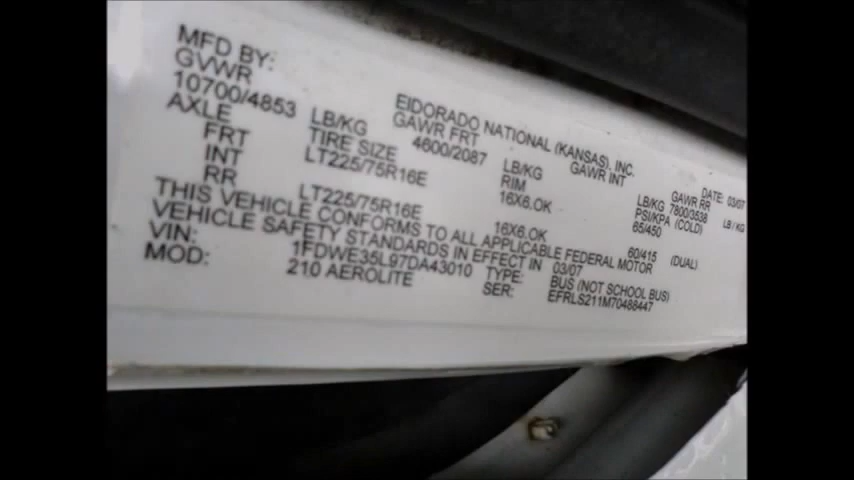 MFD BY: EIDORADO NATIONAL (KANSAS), INC. DATE: 03/07
GVWR GAWR FRT GAWR INT GAWR RR
10700/4853 LB/KG 4600/2087 LB/KG LB/KG 7800/3538 LB / KG
AXLE TIRE SIZE RIM PSI/KPA (COLD)
FRT LT225/75R16E 16X6.OK 65/450
INT
RR LT225/75R16E 16X6.OK 60/415 (DUAL)
THIS VEHICLE CONFORMS TO ALL APPLICABLE FEDERAL MOTOR
VEHICLE SAFETY STANDARDS IN EFFECT IN 03/07
VIN: 1FDWE35L97DA43010 TYPE: BUS (NOT SCHOOL BUS)
MOD: 210 AEROLITE SER: EFRLS211M70488447